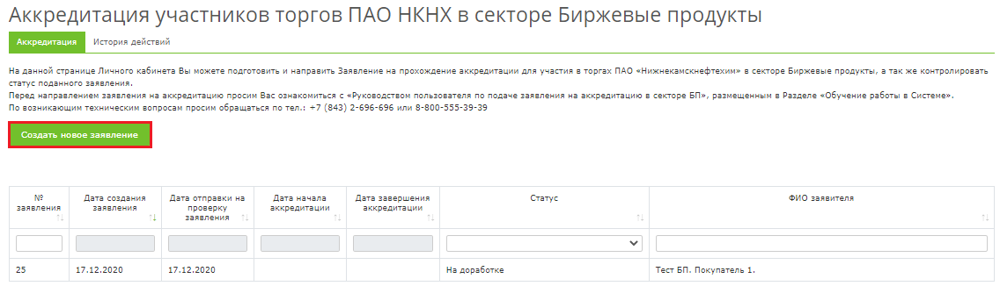 Аккредитация участников торгов ПАО НКНХ в секторе Биржевые продукты
Аккредитация История действий
На данной странице Личного кабинета Вы можете подготовить и направить Заявление на прохождение аккредитации для участия в торгах ПАО «Нижнекамскнефтехим» в секторе Биржевые продукты, а так же контролировать
статус поданного заявления.
Перед направлением заявления на аккредитацию просим Вас ознакомиться с «Руководством пользователя по подаче заявления на аккредитацию в секторе БП», размещенным в Разделе «Обучение работы в Системе».
По возникающим техническим вопросам просим обращаться по тел.: +7 (843) 2-696-696 или 8-800-555-39-39
Создать новое заявление
№ заявления Дата создания заявления Дата отправки на проверку заявления Дата начала аккредитации Дата завершения аккредитации Статус ФИО заявителя
25 17.12.2020 17.12.2020 На доработке Тест БП. Покупатель 1.